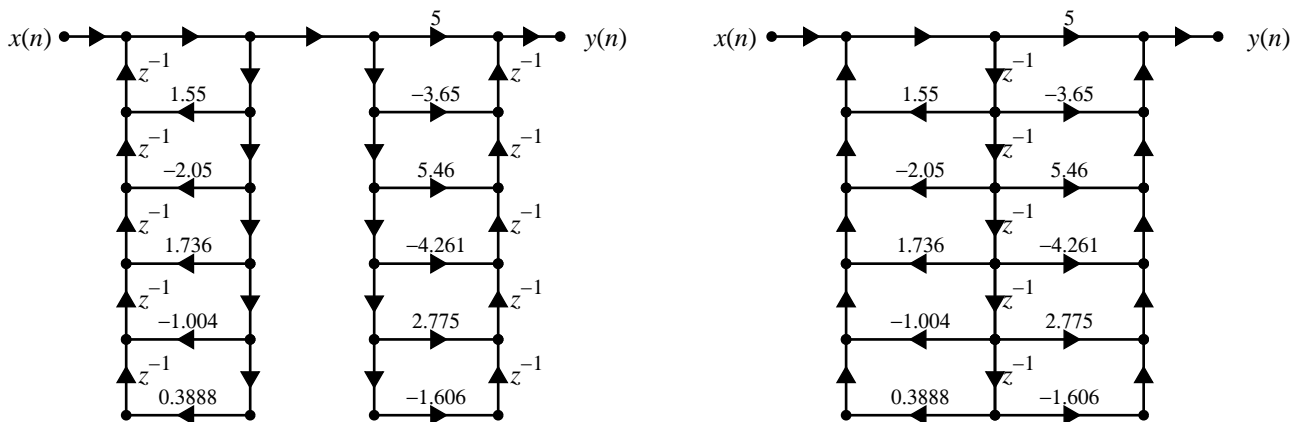 5 5
x(n) y(n) x(n) y(n)
z⁻¹ z⁻¹ z⁻¹
1.55 −3.65 1.55 −3.65
z⁻¹ z⁻¹ z⁻¹
−2.05 5.46 −2.05 5.46
z⁻¹ z⁻¹ z⁻¹
1.736 −4.261 1.736 −4.261
z⁻¹ z⁻¹ z⁻¹
−1.004 2.775 −1.004 2.775
z⁻¹ z⁻¹ z⁻¹
0.3888 −1.606 0.3888 −1.606